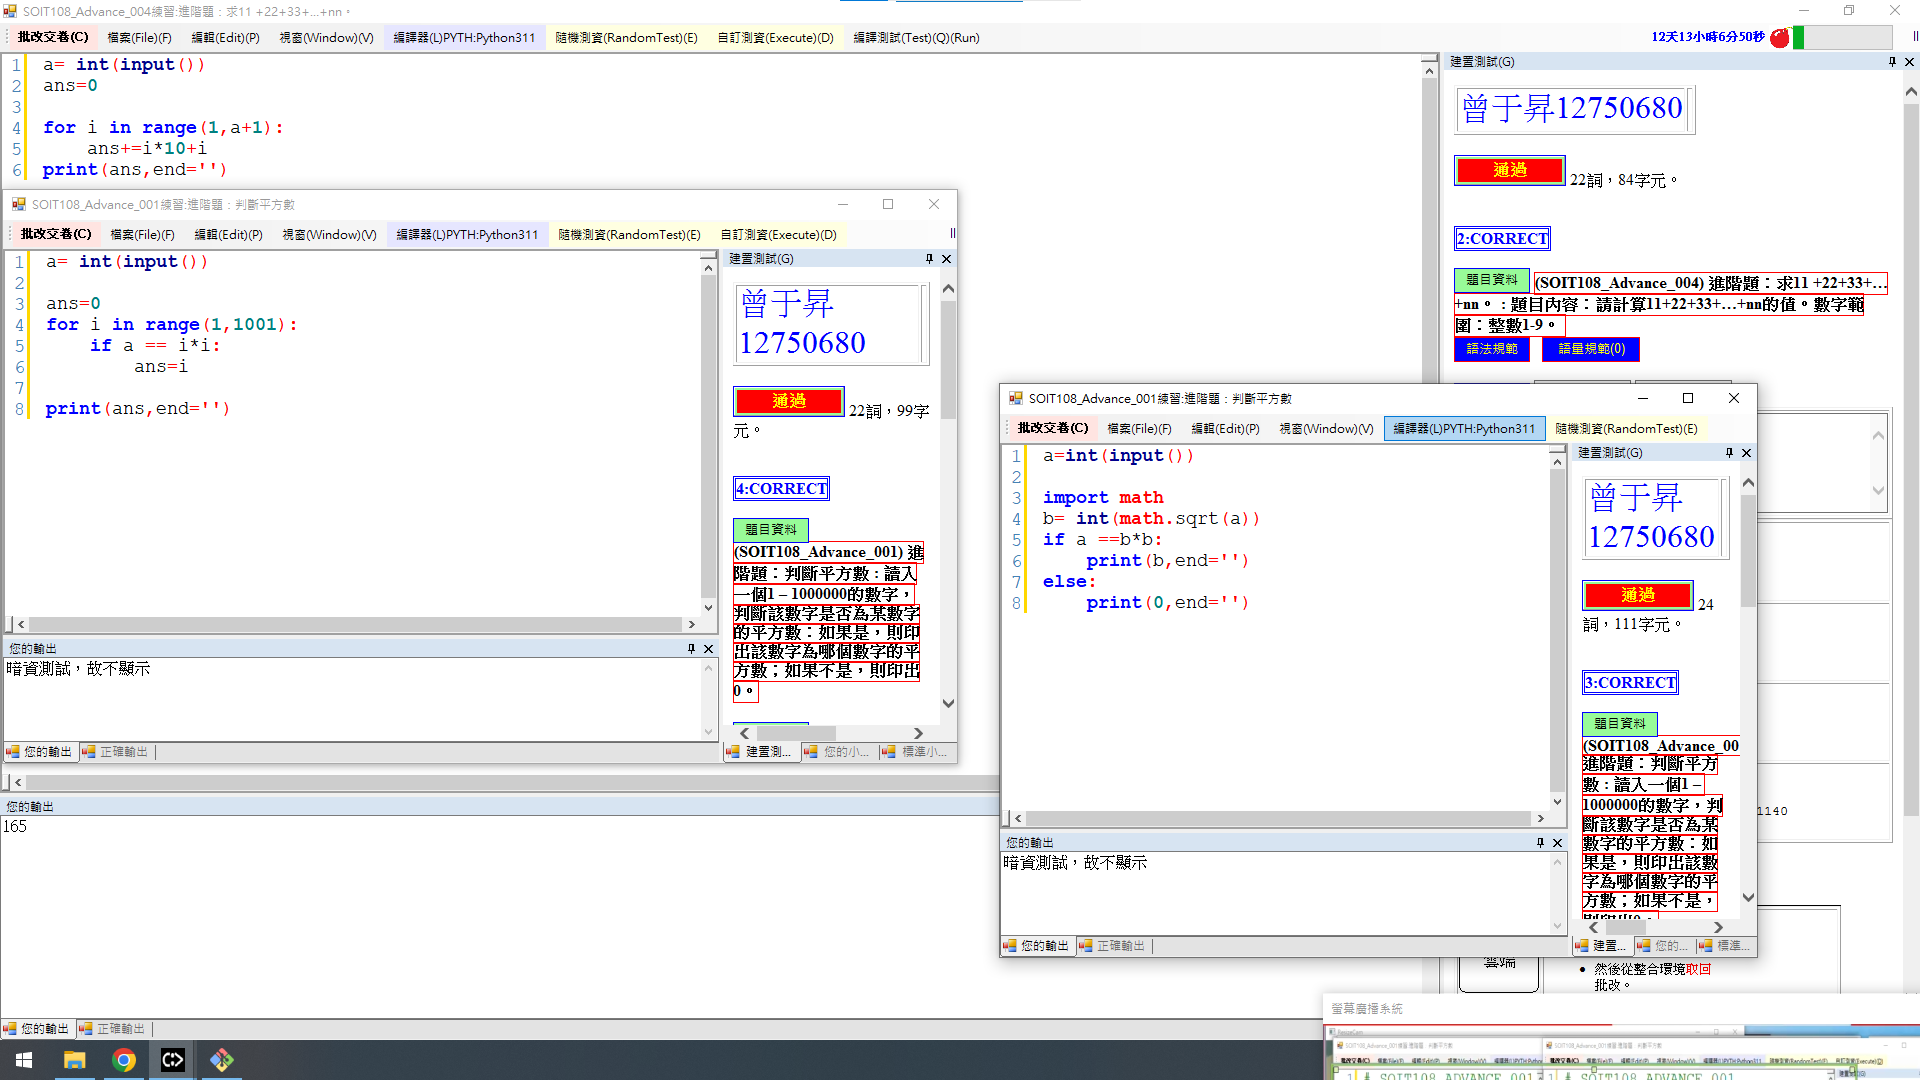 SOIT108_Advance_004練習:進階題：求11 +22+33+...+nn。
批改交卷(C) 檔案(File)(F) 編輯(Edit)(P) 視窗(Window)(V) 編譯器(L)PYTH:Python311 隨機測資(RandomTest)(E) 自訂測資(Execute)(D) 編譯測試(Test)(Q)(Run)
12天13小時6分50秒
1 a= int(input())
2 ans=0
3
4 for i in range(1,a+1):
5 ans+=i*10+i
6 print(ans,end='')
建置測試(G)
曾于昇12750680
通過 22詞，84字元。
2:CORRECT
題目資料 (SOIT108_Advance_004) 進階題：求11 +22+33+…
+nn。 : 題目內容：請計算11+22+33+…+nn的值。數字範
圍：整數1-9。
語法規範 語量規範(0)
SOIT108_Advance_001練習:進階題：判斷平方數
批改交卷(C) 檔案(File)(F) 編輯(Edit)(P) 視窗(Window)(V) 編譯器(L)PYTH:Python311 隨機測資(RandomTest)(E) 自訂測資(Execute)(D)
1 a= int(input())
2
3 ans=0
4 for i in range(1,1001):
5 if a == i*i:
6 ans=i
7
8 print(ans,end='')
建置測試(G)
曾于昇
12750680
通過 22詞，99字
元。
4:CORRECT
題目資料
(SOIT108_Advance_001) 進
階題：判斷平方數 : 讀入
一個1 – 1000000的數字，
判斷該數字是否為某數字
的平方數：如果是，則印
出該數字為哪個數字的平
方數；如果不是，則印出
0。
您的輸出
暗資測試，故不顯示
您的輸出 正確輸出
建置測... 您的小... 標準小...
SOIT108_Advance_001練習:進階題：判斷平方數
批改交卷(C) 檔案(File)(F) 編輯(Edit)(P) 視窗(Window)(V) 編譯器(L)PYTH:Python311 隨機測資(RandomTest)(E)
1 a=int(input())
2
3 import math
4 b= int(math.sqrt(a))
5 if a ==b*b:
6 print(b,end='')
7 else:
8 print(0,end='')
建置測試(G)
曾于昇
12750680
通過 24
詞，111字元。
3:CORRECT
題目資料
(SOIT108_Advance_00
進階題：判斷平方
數 : 讀入一個1 –
1000000的數字，判
斷該數字是否為某
數字的平方數：如
果是，則印出該數
字為哪個數字的平
方數；如果不是，
則印出0。
您的輸出
暗資測試，故不顯示
您的輸出 正確輸出
建置... 您的... 標準...
1140
雲端
然後從整合環境取回
批改。
您的輸出
165
您的輸出 正確輸出
螢幕廣播系統
1 # SOIT108_ADVANCE_001
1 # SOIT108_ADVANCE_001